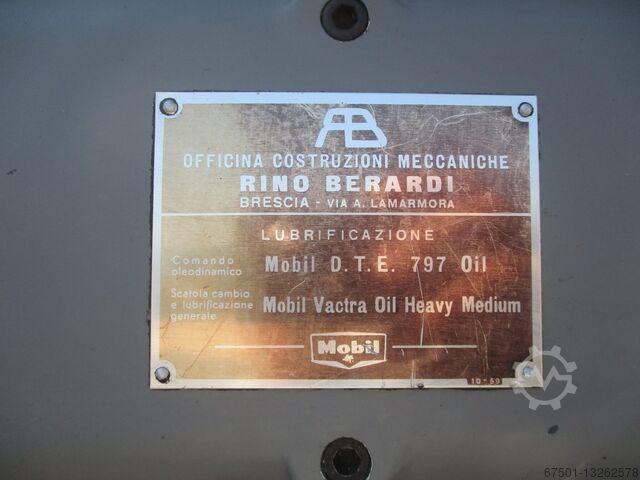 RB
OFFICINA COSTRUZIONI MECCANICHE
RINO BERARDI
BRESCIA - VIA A. LAMARMORA
LUBRIFICAZIONE
Comando
oleodinamico
Mobil D.T.E. 797 Oil
Scatola cambio
e lubrificazione
generale
Mobil Vactra Oil Heavy Medium
Mobil
10-59
67501-13262578